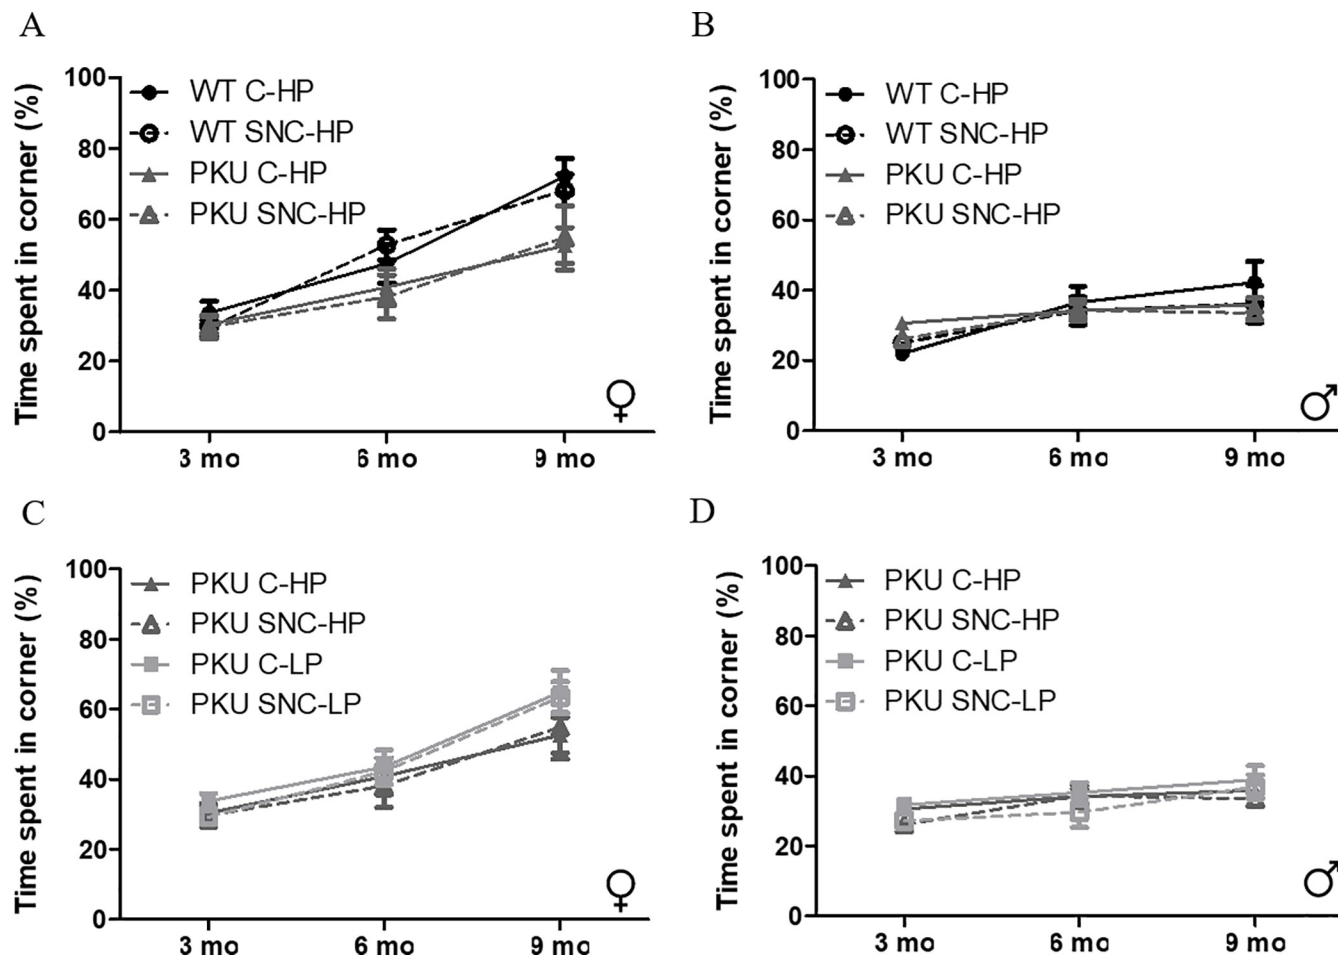 A
Time spent in corner (%)
100
80
60
40
20
0
WT C-HP
WT SNC-HP
PKU C-HP
PKU SNC-HP
♀
3 mo
6 mo
9 mo
B
Time spent in corner (%)
100
80
60
40
20
0
WT C-HP
WT SNC-HP
PKU C-HP
PKU SNC-HP
♂
3 mo
6 mo
9 mo
C
Time spent in corner (%)
100
80
60
40
20
0
PKU C-HP
PKU SNC-HP
PKU C-LP
PKU SNC-LP
♀
3 mo
6 mo
9 mo
D
Time spent in corner (%)
100
80
60
40
20
0
PKU C-HP
PKU SNC-HP
PKU C-LP
PKU SNC-LP
♂
3 mo
6 mo
9 mo